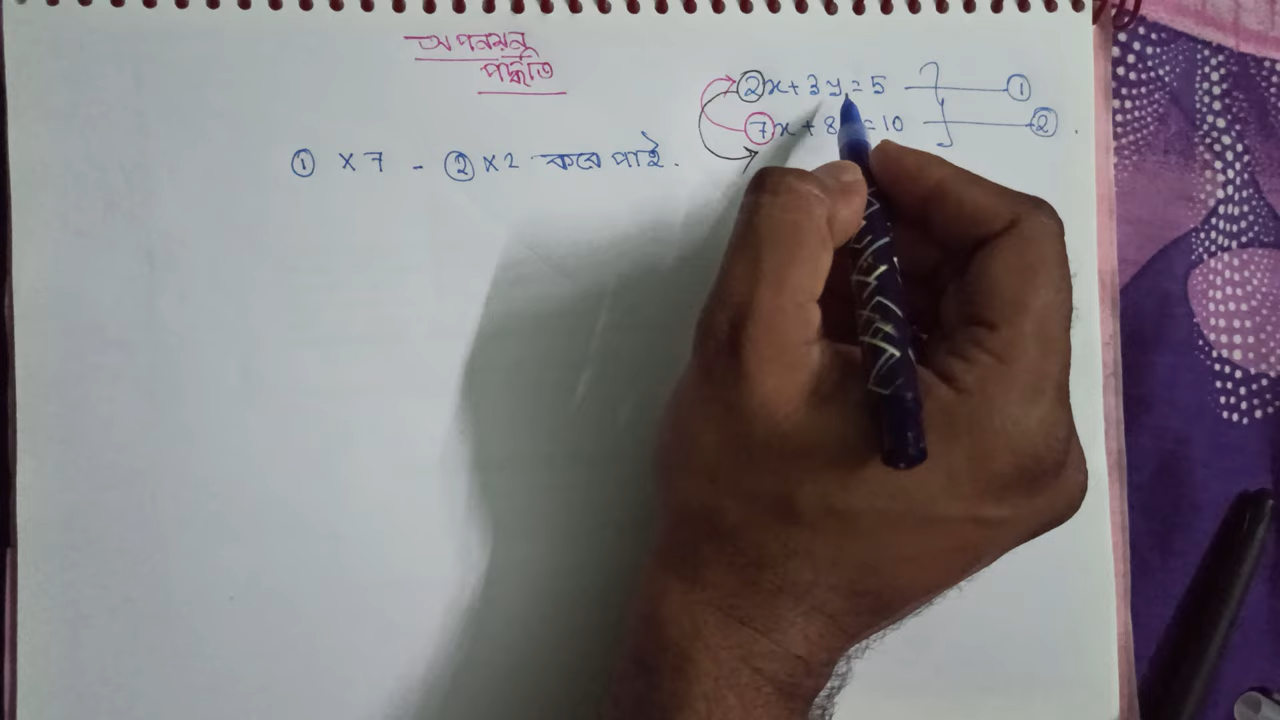 অপনয়ন
পদ্ধতি
2x + 3y = 5 ①
7x + 8 = 10 ②
① × 7 - ② × 2 করে পাই.